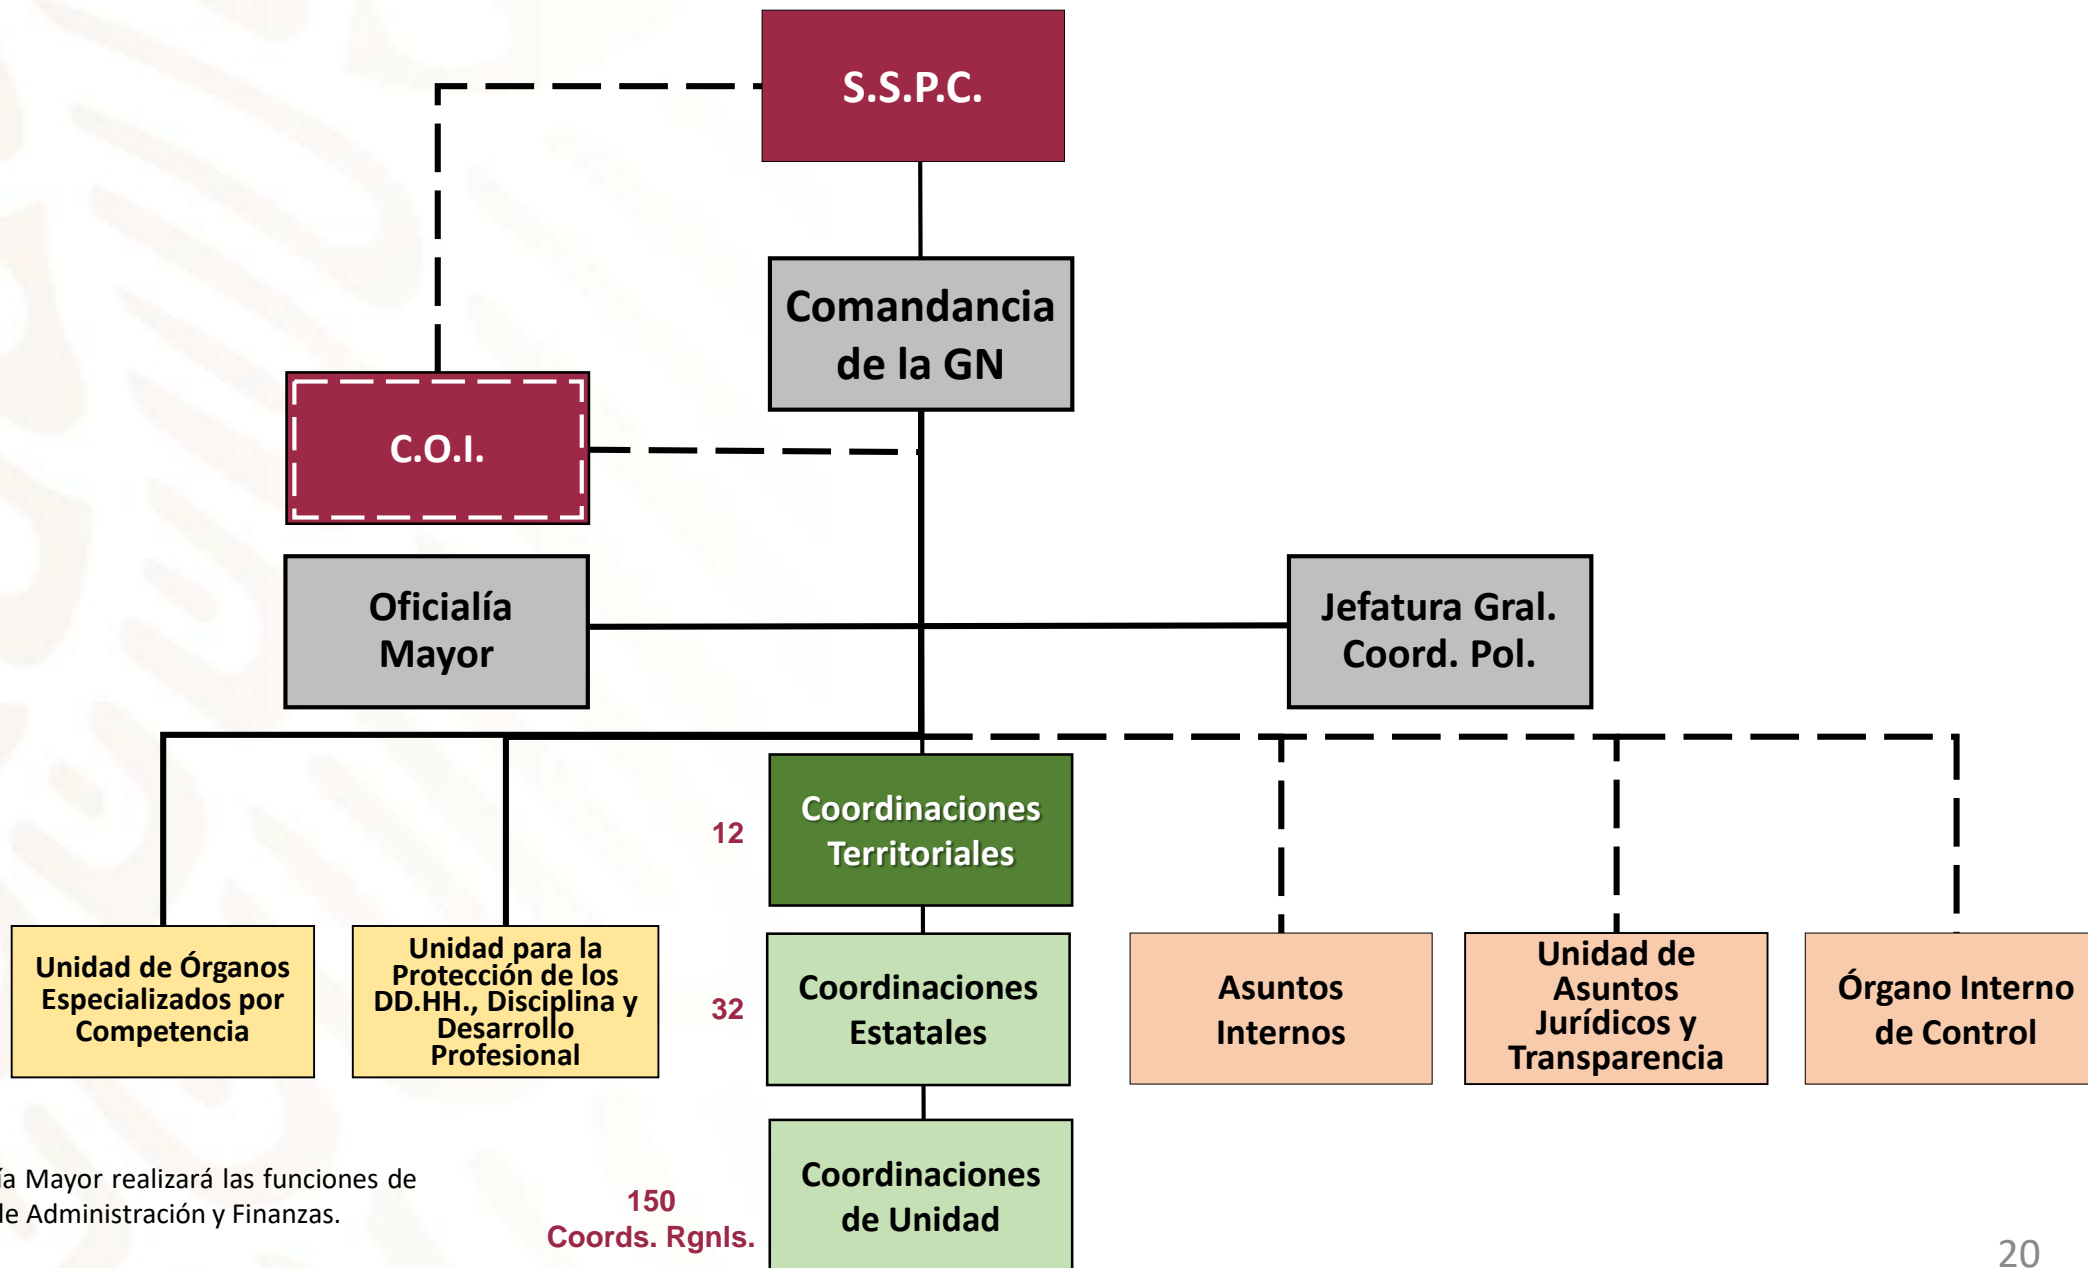 S.S.P.C.
Comandancia
de la GN
C.O.I.
Oficialía
Mayor
Jefatura Gral.
Coord. Pol.
12
Coordinaciones
Territoriales
Unidad de Órganos
Especializados por
Competencia
Unidad para la
Protección de los
DD.HH., Disciplina y
Desarrollo
Profesional
32
Coordinaciones
Estatales
Asuntos
Internos
Unidad de
Asuntos
Jurídicos y
Transparencia
Órgano Interno
de Control
ía Mayor realizará las funciones de
de Administración y Finanzas.
150
Coords. Rgnls.
Coordinaciones
de Unidad
20